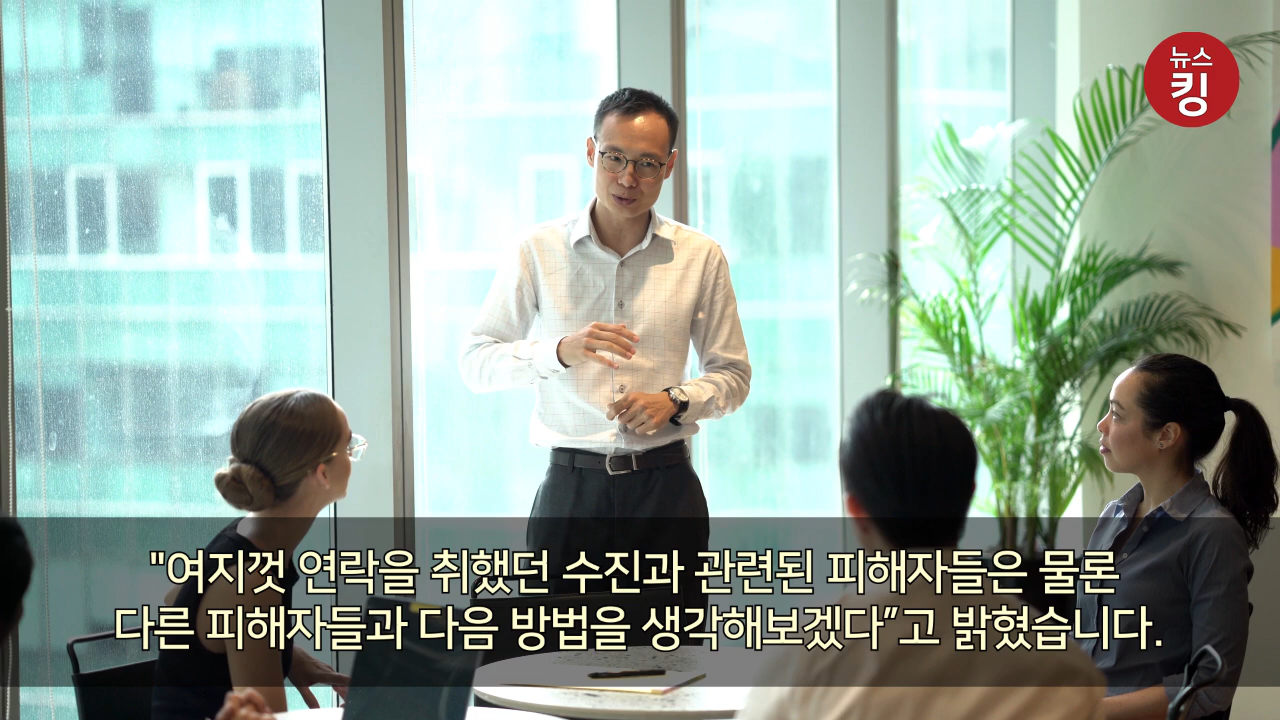 뉴스
킹
"여지껏 연락을 취했던 수진과 관련된 피해자들은 물론
다른 피해자들과 다음 방법을 생각해보겠다”고 밝혔습니다.